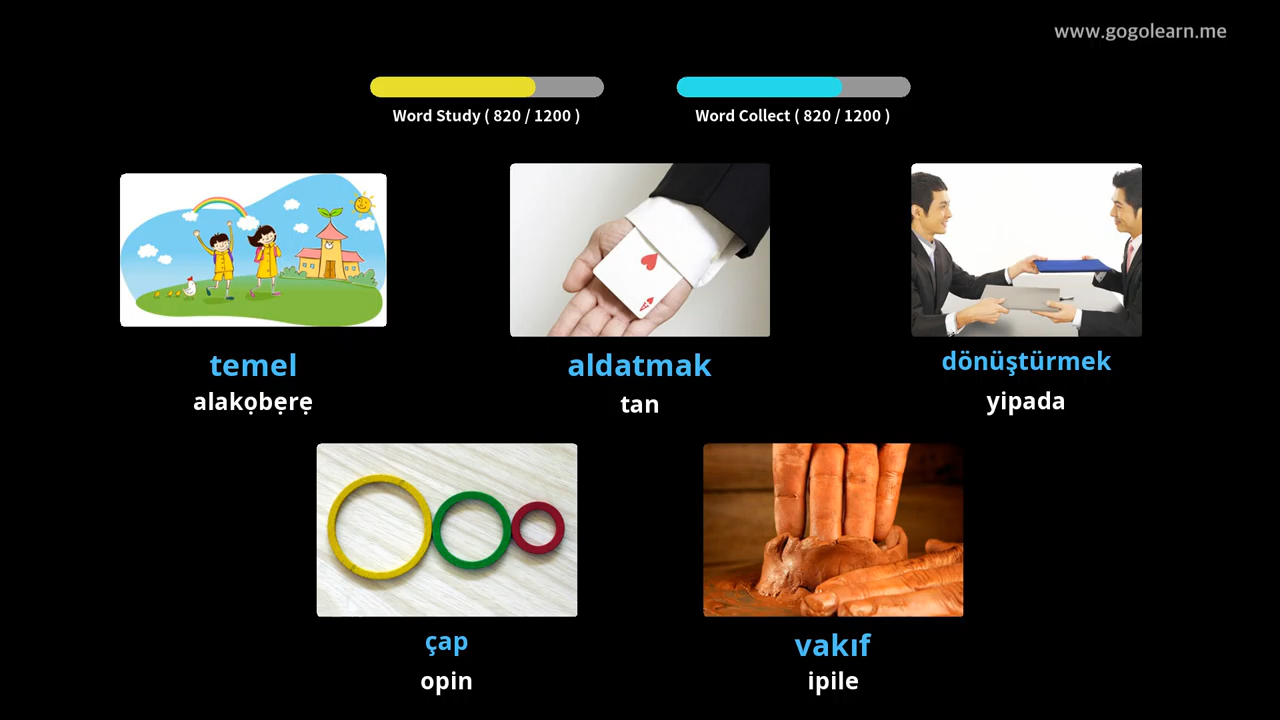 www.gogolearn.me
Word Study ( 820 / 1200 )
Word Collect ( 820 / 1200 )
temel
alakọbẹrẹ
aldatmak
tan
dönüştürmek
yipada
çap
opin
vakıf
ipile